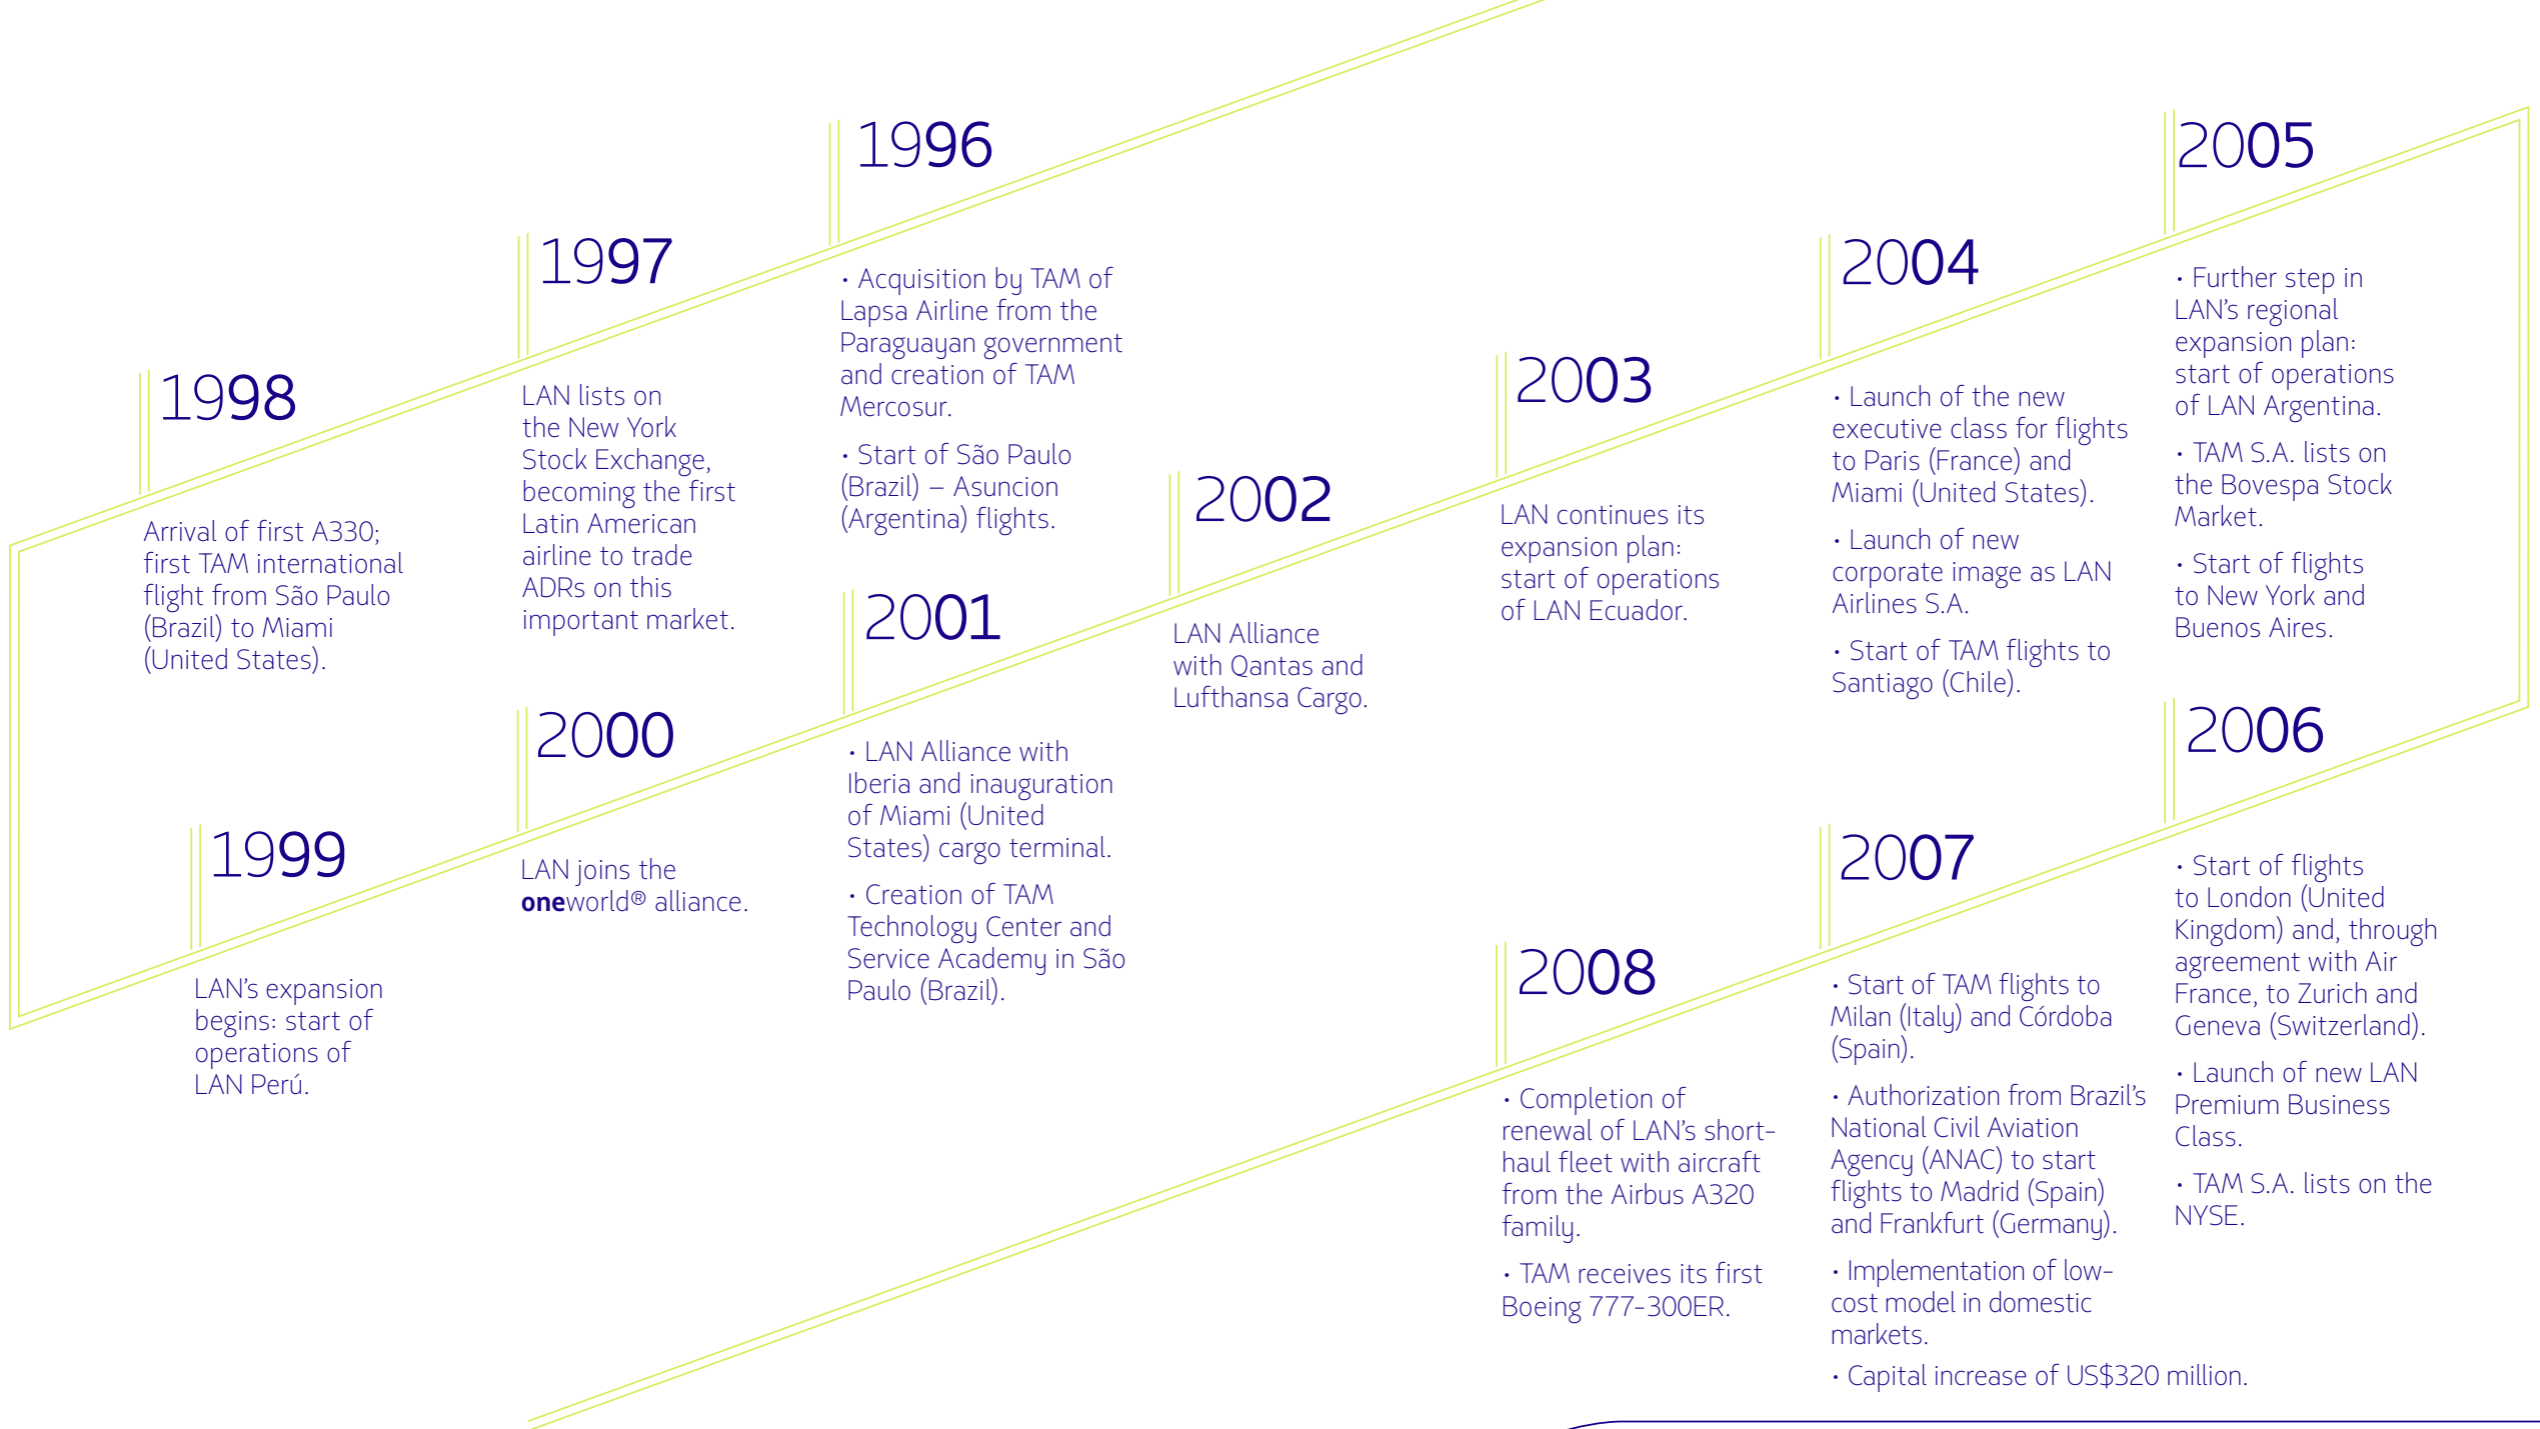 1996
• Acquisition by TAM of
Lapsa Airline from the
Paraguayan government
and creation of TAM
Mercosur.
• Start of São Paulo
(Brazil) – Asuncion
(Argentina) flights.
1997
LAN lists on
the New York
Stock Exchange,
becoming the first
Latin American
airline to trade
ADRs on this
important market.
1998
Arrival of first A330;
first TAM international
flight from São Paulo
(Brazil) to Miami
(United States).
1999
LAN’s expansion
begins: start of
operations of
LAN Perú.
2000
LAN joins the
oneworld® alliance.
2001
• LAN Alliance with
Iberia and inauguration
of Miami (United
States) cargo terminal.
• Creation of TAM
Technology Center and
Service Academy in São
Paulo (Brazil).
2002
LAN Alliance
with Qantas and
Lufthansa Cargo.
2003
LAN continues its
expansion plan:
start of operations
of LAN Ecuador.
2004
• Launch of the new
executive class for flights
to Paris (France) and
Miami (United States).
• Launch of new
corporate image as LAN
Airlines S.A.
• Start of TAM flights to
Santiago (Chile).
2005
• Further step in
LAN’s regional
expansion plan:
start of operations
of LAN Argentina.
• TAM S.A. lists on
the Bovespa Stock
Market.
• Start of flights
to New York and
Buenos Aires.
2006
• Start of flights
to London (United
Kingdom) and, through
agreement with Air
France, to Zurich and
Geneva (Switzerland).
• Launch of new LAN
Premium Business
Class.
• TAM S.A. lists on the
NYSE.
2007
• Start of TAM flights to
Milan (Italy) and Córdoba
(Spain).
• Authorization from Brazil’s
National Civil Aviation
Agency (ANAC) to start
flights to Madrid (Spain)
and Frankfurt (Germany).
• Implementation of low-
cost model in domestic
markets.
• Capital increase of US$320 million.
2008
• Completion of
renewal of LAN’s short-
haul fleet with aircraft
from the Airbus A320
family.
• TAM receives its first
Boeing 777-300ER.